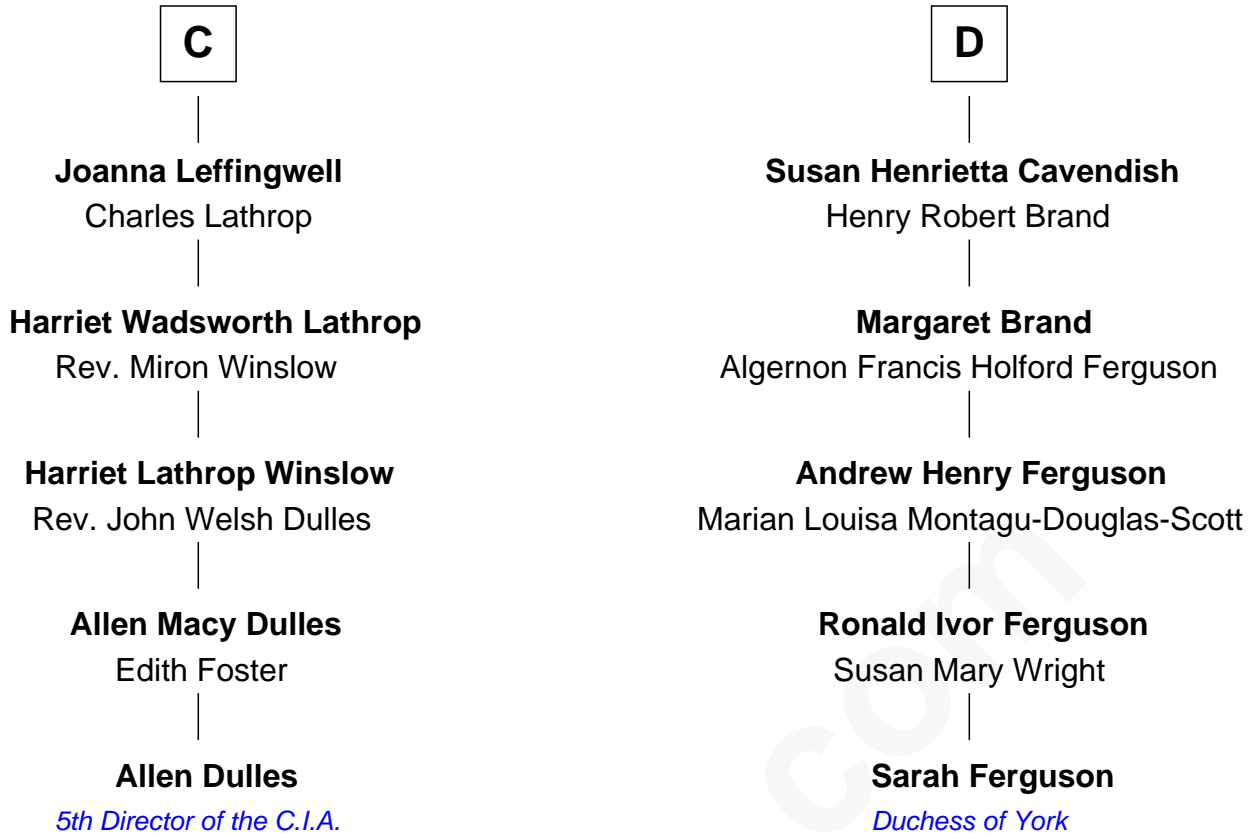 C
Joanna Leffingwell
Charles Lathrop
Harriet Wadsworth Lathrop
Rev. Miron Winslow
Harriet Lathrop Winslow
Rev. John Welsh Dulles
Allen Macy Dulles
Edith Foster
Allen Dulles
5th Director of the C.I.A.
D
Susan Henrietta Cavendish
Henry Robert Brand
Margaret Brand
Algernon Francis Holford Ferguson
Andrew Henry Ferguson
Marian Louisa Montagu-Douglas-Scott
Ronald Ivor Ferguson
Susan Mary Wright
Sarah Ferguson
Duchess of York
com